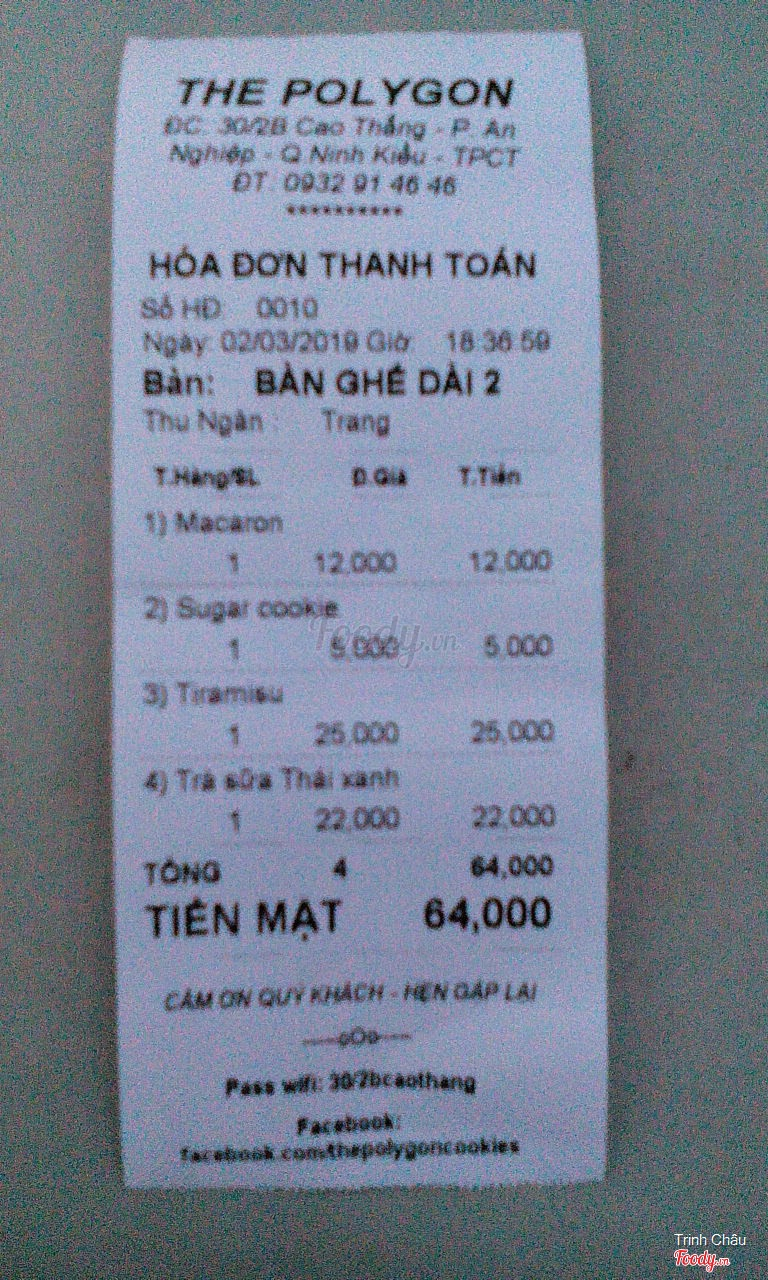 THE POLYGON
ĐC: 30/2B Cao Thắng - P. An
Nghiệp - Q Ninh Kiều - TPCT
ĐT: 0932 91 46 46
**********
HÓA ĐƠN THANH TOÁN
Số HĐ: 0010
Ngày: 02/03/2019 Giờ: 18:36:59
Bàn: BÀN GHẾ DÀI 2
Thu Ngân : Trang
T.Hàng/SL Đ.Giá T.Tiền
1) Macaron
1 12,000 12,000
2) Sugar cookie
1 5,000 5,000
Foody.vn
3) Tiramisu
1 25,000 25,000
4) Trà sữa Thái xanh
1 22,000 22,000
TỔNG 4 64,000
TIỀN MẶT 64,000
CẢM ƠN QUÝ KHÁCH - HẸN GẶP LẠI
-----oOo-----
Pass wifi: 30/2bcaothang
Facebook:
facebook.com/thepolygoncookies
Trinh Châu
Foody.vn